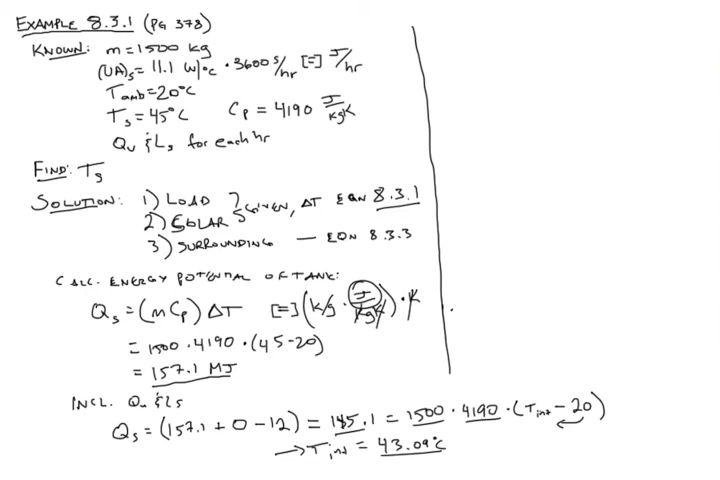 EXAMPLE 8.3.1 (PG 378)
KNOWN: m = 1500 kg
(UA)s = 11.1 W/°C · 3600 s/hr [=] J/hr
Tamb = 20°C
Ts = 45°C Cp = 4190 J/kgK
Qu & Ls for each hr
FIND: Ts
SOLUTION: 1) LOAD } GIVEN, ΔT EQN 8.3.1
2) SOLAR
3) SURROUNDING — EQN 8.3.3
CALC. ENERGY POTENTIAL OF TANK:
Qs = (mCp) ΔT [=] (kg · J/kgK) · K
= 1500 · 4190 · (45-20)
= 157.1 MJ
INCL. Qu & Ls
Qs = (157.1 + 0 - 12) = 145.1 = 1500 · 4190 · (Tint - 20)
→ Tint = 43.09°C